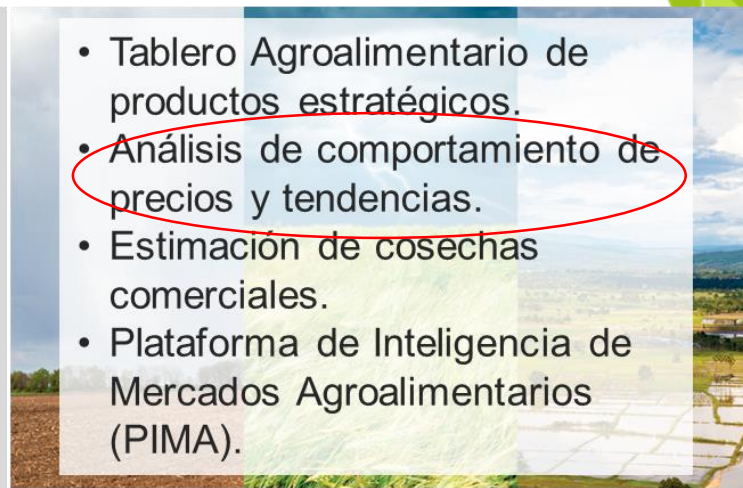 • Tablero Agroalimentario de
productos estratégicos.
• Análisis de comportamiento de
precios y tendencias.
• Estimación de cosechas
comerciales.
• Plataforma de Inteligencia de
Mercados Agroalimentarios
(PIMA).